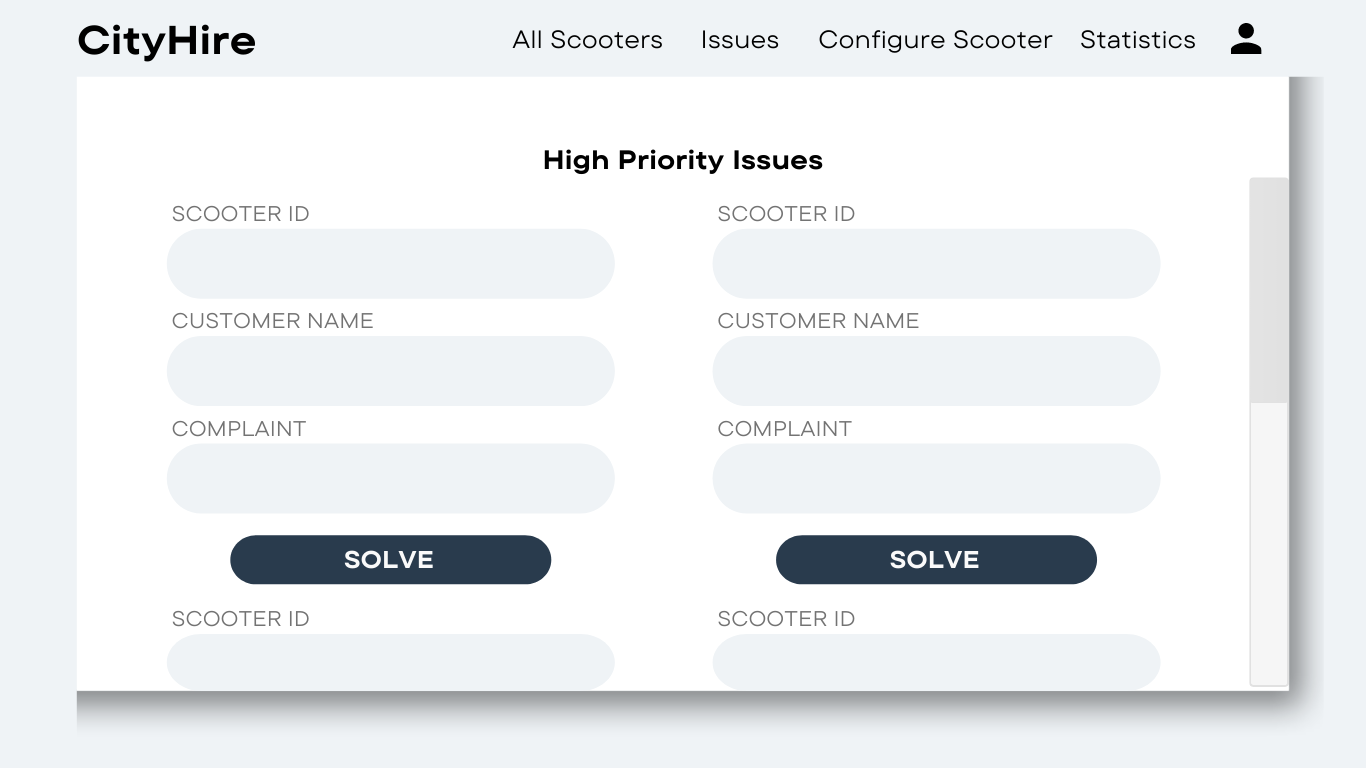 CityHire
All Scooters Issues Configure Scooter Statistics
High Priority Issues
SCOOTER ID SCOOTER ID
CUSTOMER NAME CUSTOMER NAME
COMPLAINT COMPLAINT
SOLVE SOLVE
SCOOTER ID SCOOTER ID